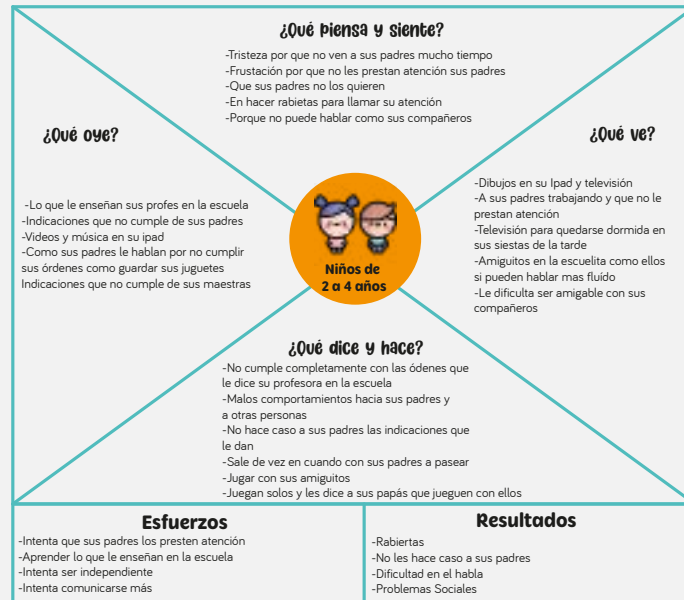 ¿Qué piensa y siente?
-Tristeza por que no ven a sus padres mucho tiempo
-Frustación por que no les prestan atención sus padres
-Que sus padres no los quieren
-En hacer rabietas para llamar su atención
-Porque no puede hablar como sus compañeros
¿Qué oye?
-Lo que le enseñan sus profes en la escuela
-Indicaciones que no cumple de sus padres
-Videos y música en su ipad
-Como sus padres le hablan por no cumplir
sus órdenes como guardar sus juguetes
Indicaciones que no cumple de sus maestras
¿Qué ve?
-Dibujos en su Ipad y televisión
-A sus padres trabajando y que no le
prestan atención
-Televisión para quedarse dormida en
sus siestas de la tarde
-Amiguitos en la escuelita como ellos
si pueden hablar mas fluído
-Le dificulta ser amigable con sus
compañeros
Niños de
2 a 4 años
¿Qué dice y hace?
-No cumple completamente con las ódenes que
le dice su profesora en la escuela
-Malos comportamientos hacia sus padres y
a otras personas
-No hace caso a sus padres las indicaciones que
le dan
-Sale de vez en cuando con sus padres a pasear
-Jugar con sus amiguitos
-Juegan solos y les dice a sus papás que jueguen con ellos
Esfuerzos
-Intenta que sus padres los presten atención
-Aprender lo que le enseñan en la escuela
-Intenta ser independiente
-Intenta comunicarse más
Resultados
-Rabiertas
-No les hace caso a sus padres
-Dificultad en el habla
-Problemas Sociales